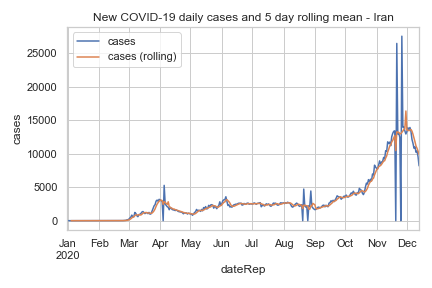 New COVID-19 daily cases and 5 day rolling mean - Iran
cases
cases (rolling)
25000
20000
15000
10000
5000
0
cases
Jan Feb Mar Apr May Jun Jul Aug Sep Oct Nov Dec
2020
dateRep